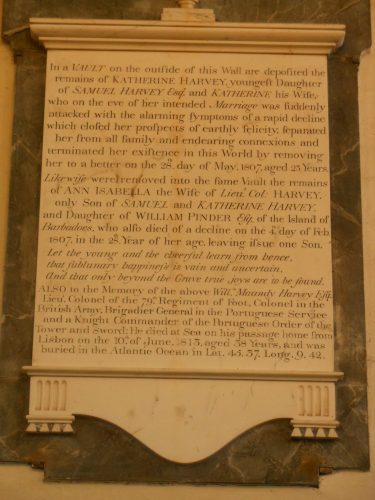 In a VAULT on the outſide of this Wall are depoſited the
remains of KATHERINE HARVEY, youngeſt Daughter
of SAMUEL HARVEY Eſqr. and KATHERINE his Wife,
who on the eve of her intended Marriage was ſuddenly
attacked with the alarming ſymptoms of a rapid decline
which cloſed her proſpects of earthly felicity, ſeparated
her from all family and endearing connexions and
terminated her exiſtence in this World by removing
her to a better on the 28th. day of May, 1807, aged 25 Years.
Likewiſe were removed into the ſame Vault the remains
of ANN ISABELLA the Wife of Lieut. Col: HARVEY,
only Son of SAMUEL and KATHERINE HARVEY,
and Daughter of WILLIAM PINDER Eſqr. of the Iſland of
Barbadoes, who alſo died of a decline on the 4th. day of Feb.
1807, in the 28th. Year of her age, leaving iſsue one Son.
Let the young and the cheerful learn from hence,
that ſublunary happineſs is vain and uncertain,
And that only beyond the Grave true joys are to be found.
ALSO to the Memory of the above Willm. Maundy Harvey Eſqr.
Lieut. Colonel of the 79th. Regiment of Foot, Colonel in the
British Army, Brigadier General in the Portugueſe Service
and a Knight Commander of the Portugueſe Order of the
Tower and Sword; He died at Sea on his passage home from
Lisbon on the 10th. of June, 1813, aged 38 Years, and was
buried in the Atlantic Ocean in Lat. 45. 37. Long. 9. 42.